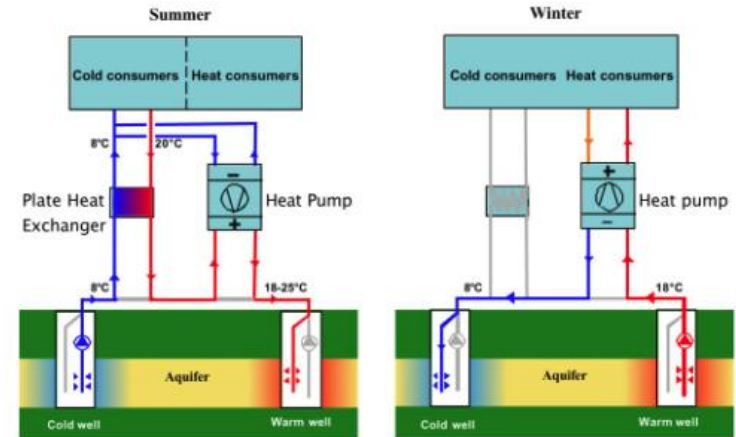 Summer
Cold consumers Heat consumers
8°C 20°C
Plate Heat
Exchanger
Heat Pump
− 
+
8°C 18-25°C
Aquifer
Cold well Warm well
Winter
Cold consumers Heat consumers
+
−
Heat pump
8°C 18°C
Aquifer
Cold well Warm well